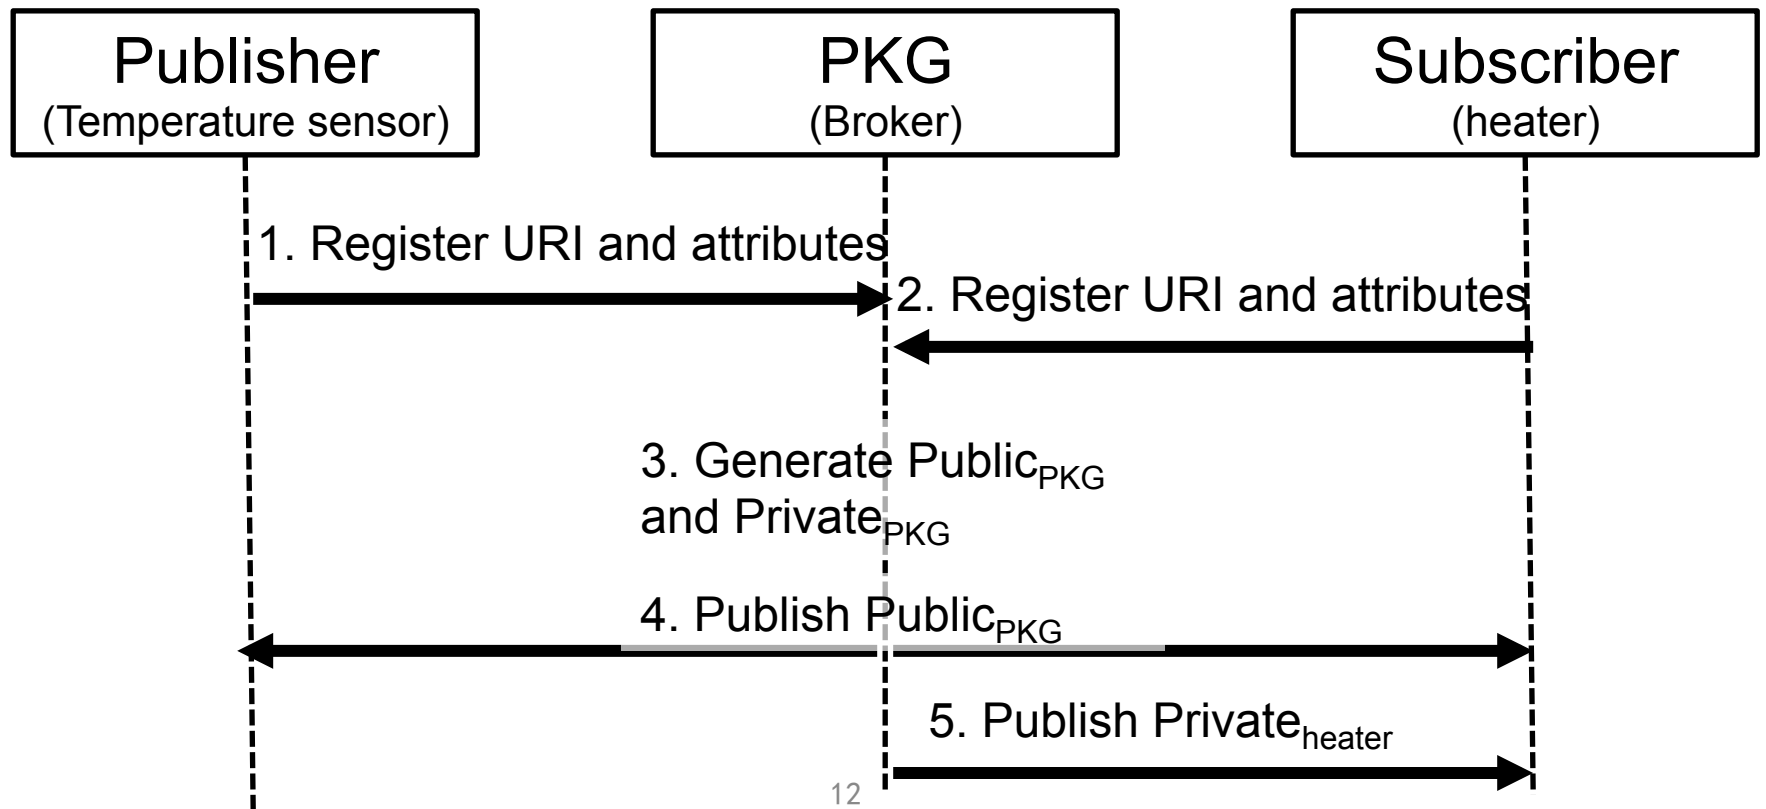 Publisher
(Temperature sensor)
PKG
(Broker)
Subscriber
(heater)
1. Register URI and attributes
2. Register URI and attributes
3. Generate PublicPKG
and PrivatePKG
4. Publish PublicPKG
5. Publish Privateheater
12